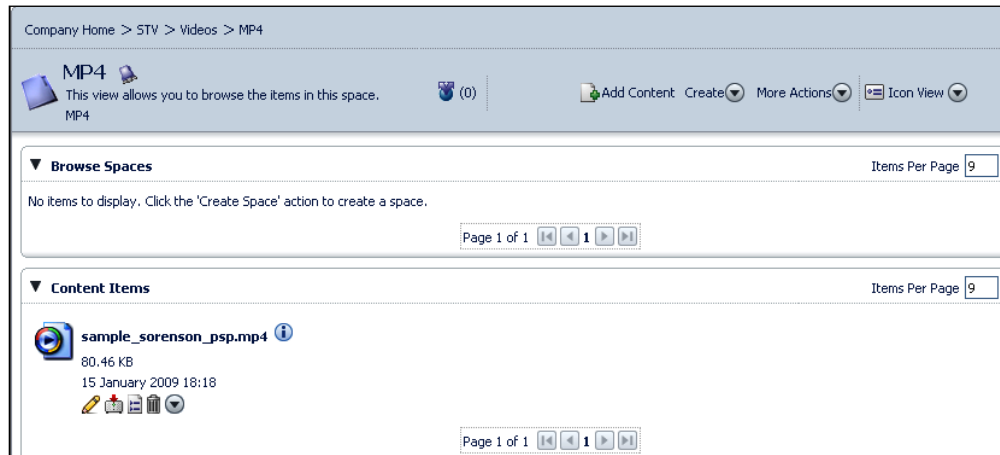 Company Home > STV > Videos > MP4
MP4
This view allows you to browse the items in this space.
MP4
(0)
Add Content Create More Actions Icon View
Browse Spaces Items Per Page 9
No items to display. Click the 'Create Space' action to create a space.
Page 1 of 1 1
Content Items Items Per Page 9
sample_sorenson_psp.mp4
80.46 KB
15 January 2009 18:18
Page 1 of 1 1